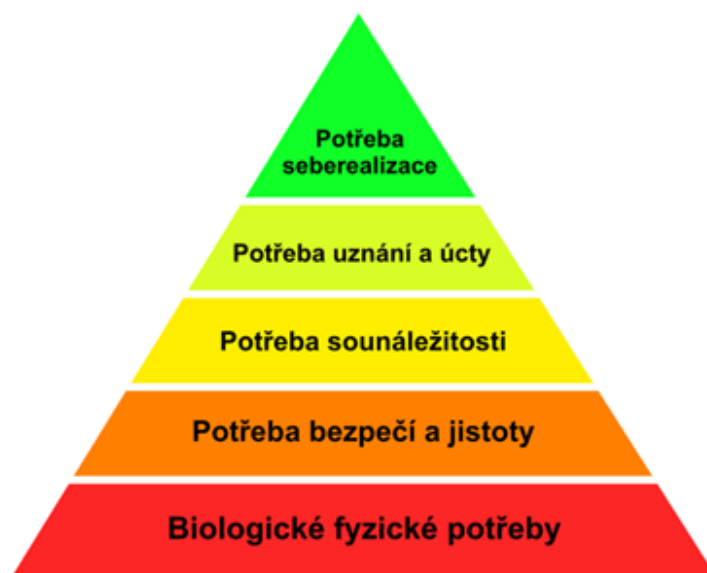 Potřeba
seberealizace
Potřeba uznání a úcty
Potřeba sounáležitosti
Potřeba bezpečí a jistoty
Biologické fyzické potřeby